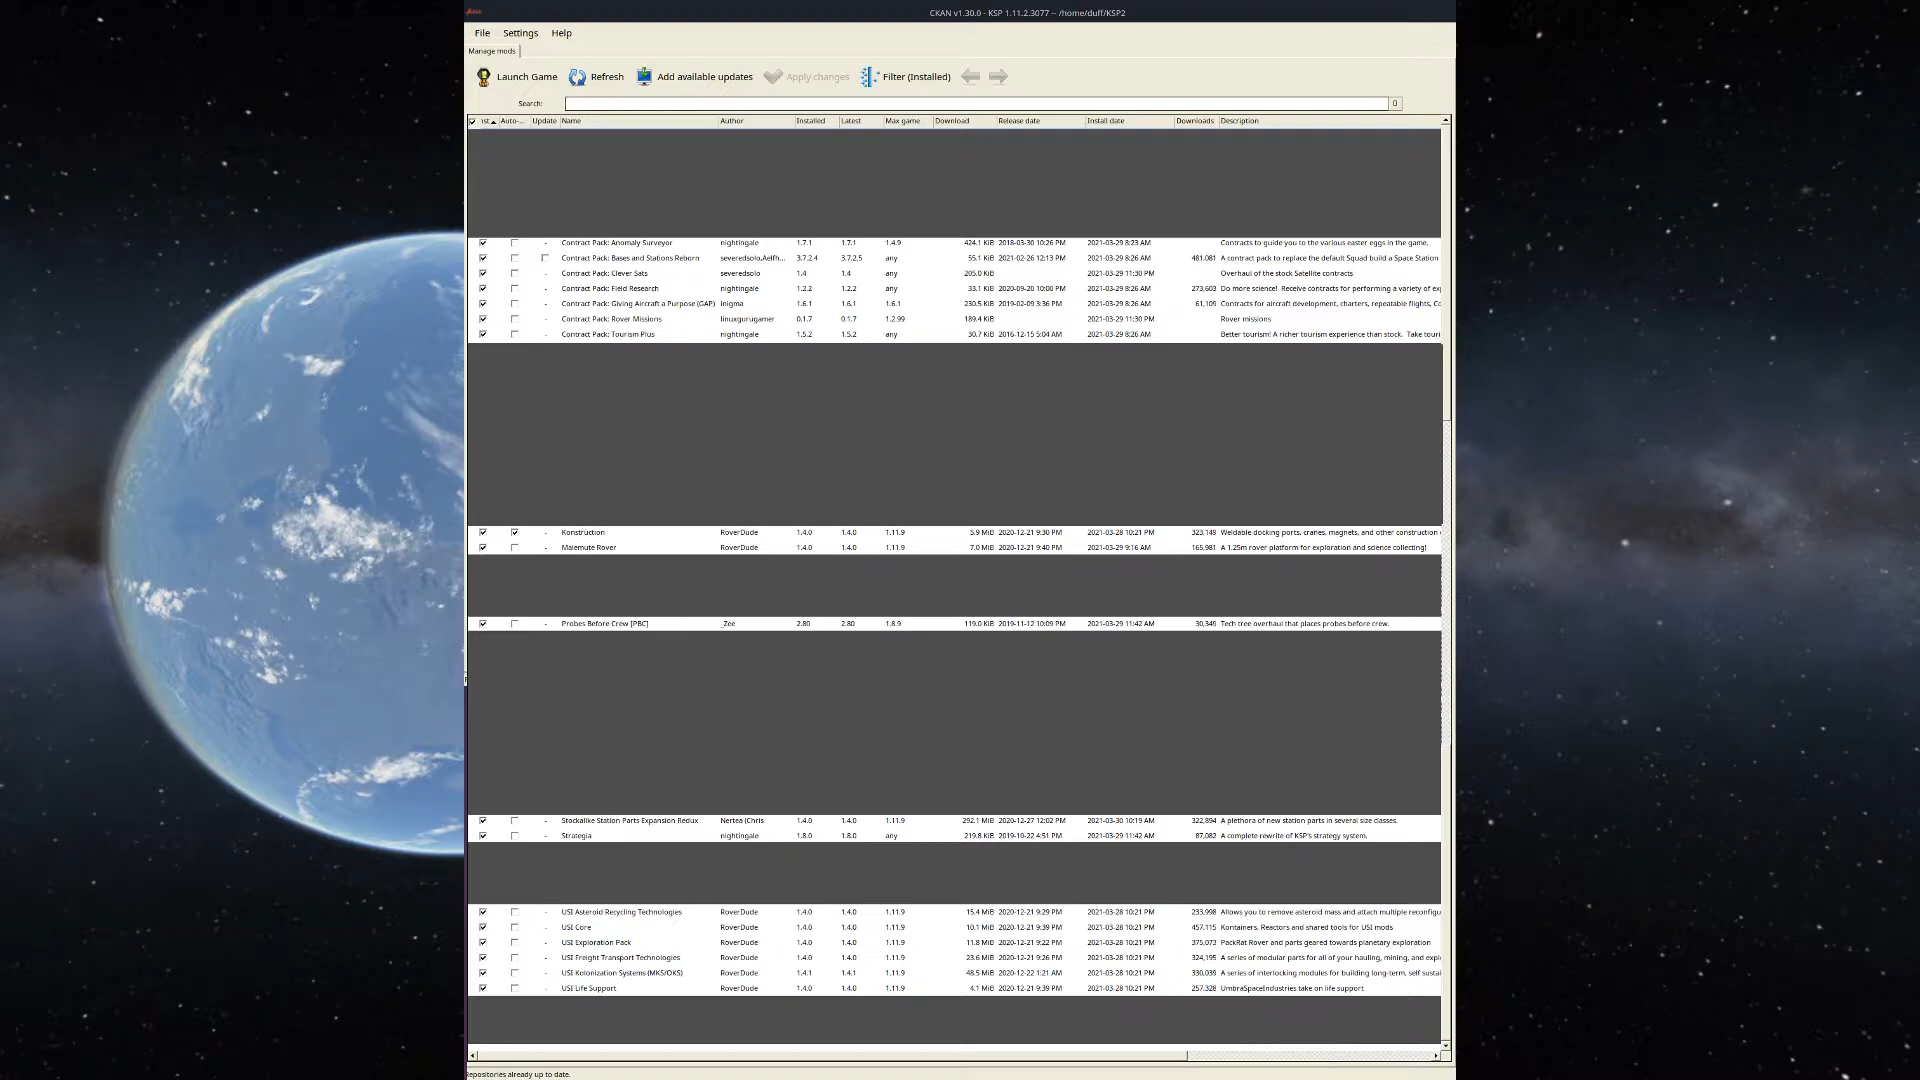 CKAN v1.30.0 - KSP 1.11.2.3077 -- /home/duff/KSP2
File Settings Help
Manage mods
Launch Game Refresh Add available updates Apply changes Filter (Installed)
Search:
Auto-... Update Name Author Installed Latest Max game Download Release date Install date Downloads Description
- Contract Pack: Anomaly Surveyor nightingale 1.7.1 1.7.1 1.4.9 424.1 KiB 2018-03-30 10:26 PM 2021-03-29 8:23 AM Contracts to guide you to the various easter eggs in the game.
Contract Pack: Bases and Stations Reborn severedsolo,Aelfh... 3.7.2.4 3.7.2.5 any 55.1 KiB 2021-02-26 12:13 PM 2021-03-29 8:26 AM 481,081 A contract pack to replace the default Squad build a Space Station
- Contract Pack: Clever Sats severedsolo 1.4 1.4 any 205.0 KiB 2021-03-29 11:30 PM Overhaul of the stock Satellite contracts
- Contract Pack: Field Research nightingale 1.2.2 1.2.2 any 33.1 KiB 2020-09-20 10:00 PM 2021-03-29 8:26 AM 273,603 Do more science! Receive contracts for performing a variety of ex
- Contract Pack: Giving Aircraft a Purpose (GAP) inigma 1.6.1 1.6.1 1.6.1 230.5 KiB 2019-02-09 3:36 PM 2021-03-29 8:26 AM 61,109 Contracts for aircraft development, charters, repeatable flights, Co
- Contract Pack: Rover Missions linuxgurugamer 0.1.7 0.1.7 1.2.99 189.4 KiB 2021-03-29 11:30 PM Rover missions
- Contract Pack: Tourism Plus nightingale 1.5.2 1.5.2 any 30.7 KiB 2016-12-15 5:04 AM 2021-03-29 8:26 AM Better tourism! A richer tourism experience than stock. Take touri
- Konstruction RoverDude 1.4.0 1.4.0 1.11.9 5.9 MiB 2020-12-21 9:30 PM 2021-03-28 10:21 PM 323,149 Weldable docking ports, cranes, magnets, and other construction
- Malemute Rover RoverDude 1.4.0 1.4.0 1.11.9 7.0 MiB 2020-12-21 9:40 PM 2021-03-29 9:16 AM 165,981 A 1.25m rover platform for exploration and science collecting!
- Probes Before Crew [PBC] _Zee 2.80 2.80 1.8.9 119.0 KiB 2019-11-12 10:09 PM 2021-03-29 11:42 AM 30,349 Tech tree overhaul that places probes before crew.
- Stockalike Station Parts Expansion Redux Nertea (Chris 1.4.0 1.4.0 1.11.9 292.1 MiB 2020-12-27 12:02 PM 2021-03-30 10:19 AM 322,894 A plethora of new station parts in several size classes.
- Strategia nightingale 1.8.0 1.8.0 any 219.8 KiB 2019-10-22 4:51 PM 2021-03-29 11:42 AM 87,082 A complete rewrite of KSP's strategy system.
- USI Asteroid Recycling Technologies RoverDude 1.4.0 1.4.0 1.11.9 15.4 MiB 2020-12-21 9:29 PM 2021-03-28 10:21 PM 233,998 Allows you to remove asteroid mass and attach multiple reconfigu
- USI Core RoverDude 1.4.0 1.4.0 1.11.9 10.1 MiB 2020-12-21 9:39 PM 2021-03-28 10:21 PM 457,115 Kontainers, Reactors and shared tools for USI mods
- USI Exploration Pack RoverDude 1.4.0 1.4.0 1.11.9 11.8 MiB 2020-12-21 9:22 PM 2021-03-28 10:21 PM 375,073 PackRat Rover and parts geared towards planetary exploration
- USI Freight Transport Technologies RoverDude 1.4.0 1.4.0 1.11.9 23.6 MiB 2020-12-21 9:26 PM 2021-03-28 10:21 PM 324,195 A series of modular parts for all of your hauling, mining, and expl
- USI Kolonization Systems (MKS/OKS) RoverDude 1.4.1 1.4.1 1.11.9 48.5 MiB 2020-12-22 1:21 AM 2021-03-28 10:21 PM 330,039 A series of interlocking modules for building long-term, self sustai
- USI Life Support RoverDude 1.4.0 1.4.0 1.11.9 4.1 MiB 2020-12-21 9:39 PM 2021-03-28 10:21 PM 257,328 UmbraSpaceIndustries take on life support
Repositories already up to date.